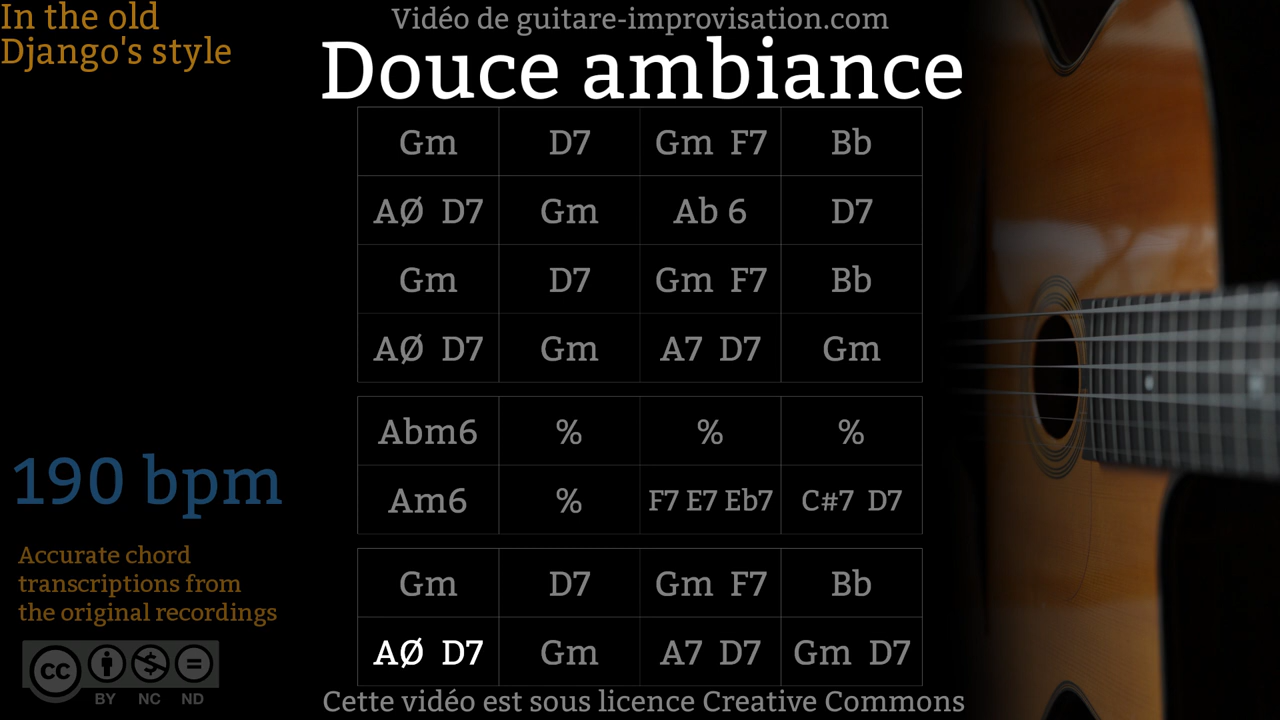 In the old
Django's style
Vidéo de guitare-improvisation.com
Douce ambiance
Gm D7 Gm F7 Bb
AØ D7 Gm Ab 6 D7
Gm D7 Gm F7 Bb
AØ D7 Gm A7 D7 Gm
Abm6 % % %
Am6 % F7 E7 Eb7 C#7 D7
Gm D7 Gm F7 Bb
AØ D7 Gm A7 D7 Gm D7
190 bpm
Accurate chord
transcriptions from
the original recordings
cc
BY NC ND
Cette vidéo est sous licence Creative Commons